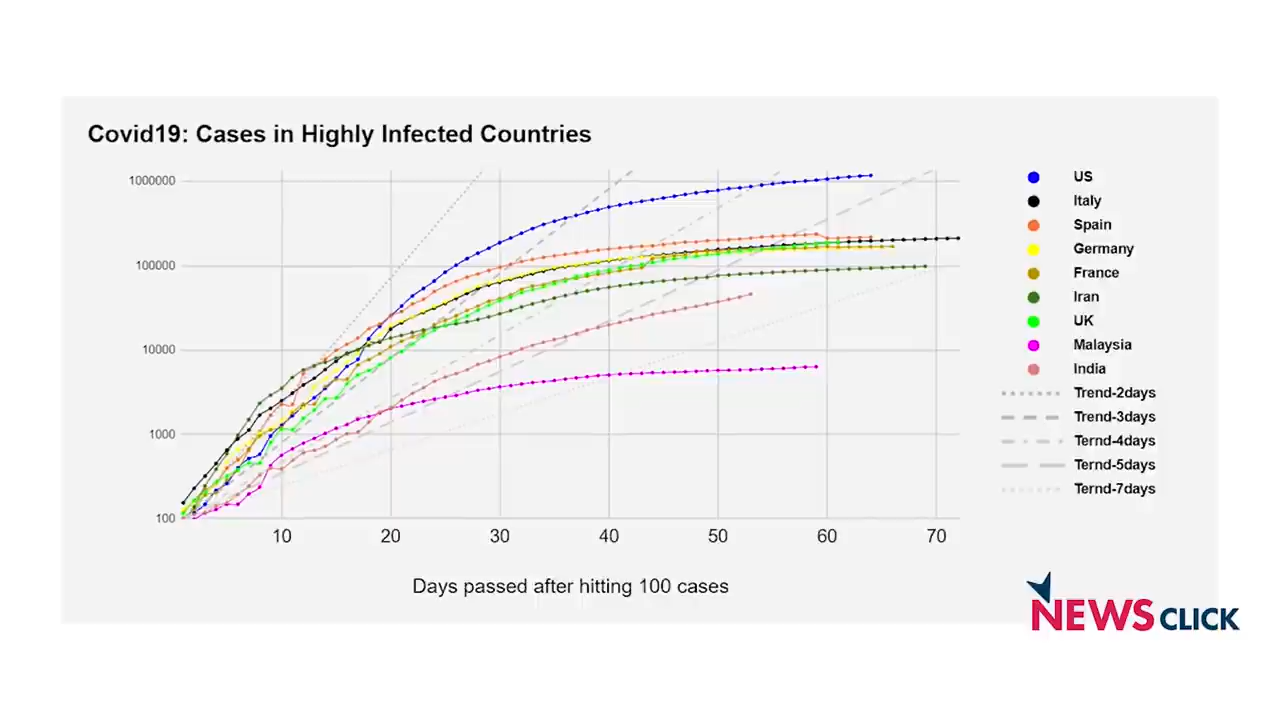 Covid19: Cases in Highly Infected Countries
1000000
100000
10000
1000
100
10 20 30 40 50 60 70
Days passed after hitting 100 cases
US
Italy
Spain
Germany
France
Iran
UK
Malaysia
India
Trend-2days
Trend-3days
Ternd-4days
Ternd-5days
Ternd-7days
NEWSCLICK